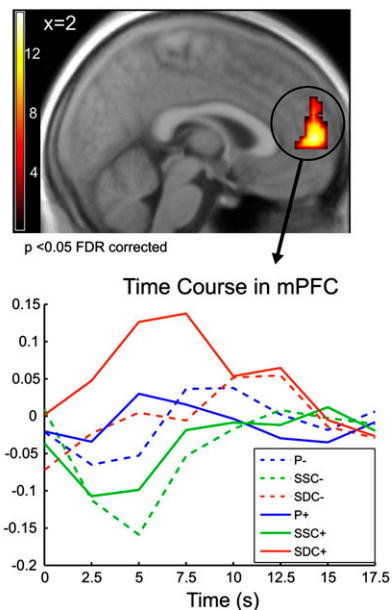 x=2
12
8
4
p <0.05 FDR corrected
Time Course in mPFC
0.15
0.1
0.05
0
-0.05
-0.1
-0.15
-0.2
P-
SSC-
SDC-
P+
SSC+
SDC+
0 2.5 5 7.5 10 12.5 15 17.5
Time (s)